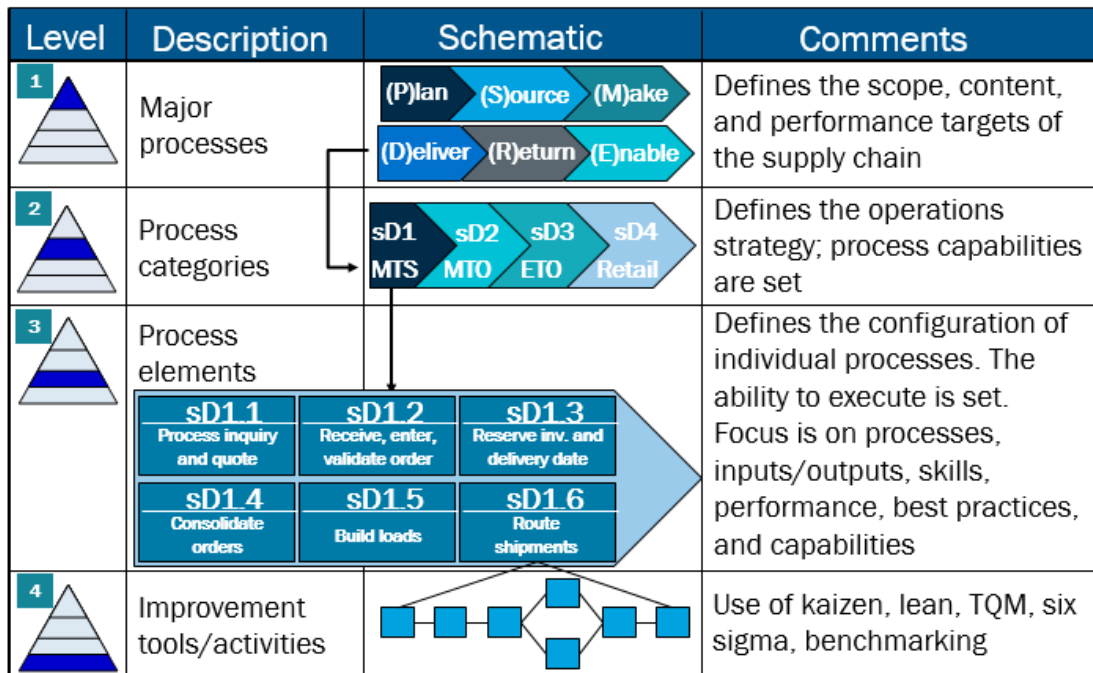 Level
Description
Schematic
Comments
1
Major
processes
(P)lan
(S)ource
(M)ake
(D)eliver
(R)eturn
(E)nable
Defines the scope, content,
and performance targets of
the supply chain
2
Process
categories
sD1
MTS
sD2
MTO
sD3
ETO
sD4
Retail
Defines the operations
strategy; process capabilities
are set
3
Process
elements
sD1.1
Process inquiry
and quote
sD1.2
Receive, enter,
validate order
sD1.3
Reserve inv. and
delivery date
sD1.4
Consolidate
orders
sD1.5
Build loads
sD1.6
Route
shipments
Defines the configuration of
individual processes. The
ability to execute is set.
Focus is on processes,
inputs/outputs, skills,
performance, best practices,
and capabilities
4
Improvement
tools/activities
Use of kaizen, lean, TQM, six
sigma, benchmarking